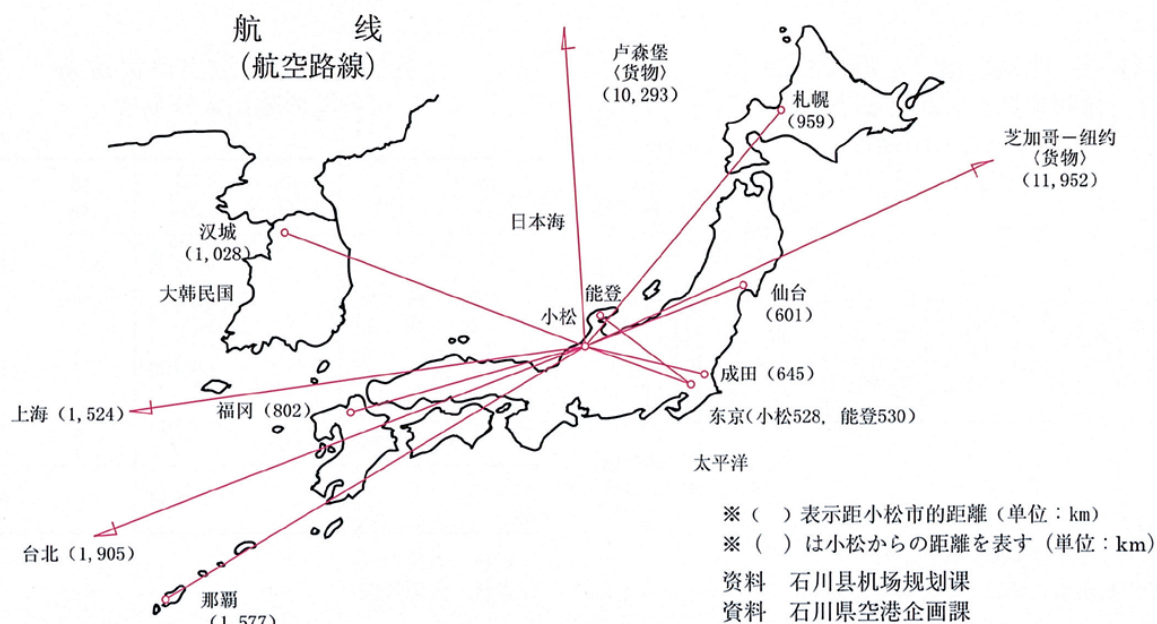 航 线
(航空路線)
卢森堡
〈货物〉
(10,293)
札幌
(959)
芝加哥－纽约
〈货物〉
(11,952)
日本海
汉城
(1,028)
大韩民国
能登
小松
仙台
(601)
成田(645)
上海(1,524)
福冈(802)
东京(小松528, 能登530)
太平洋
台北(1,905)
那霸
(1,577)
※( )表示距小松市的距離(単位：km)
※( )は小松からの距離を表す(単位：km)
资料 石川县机场规划课
資料 石川県空港企画課